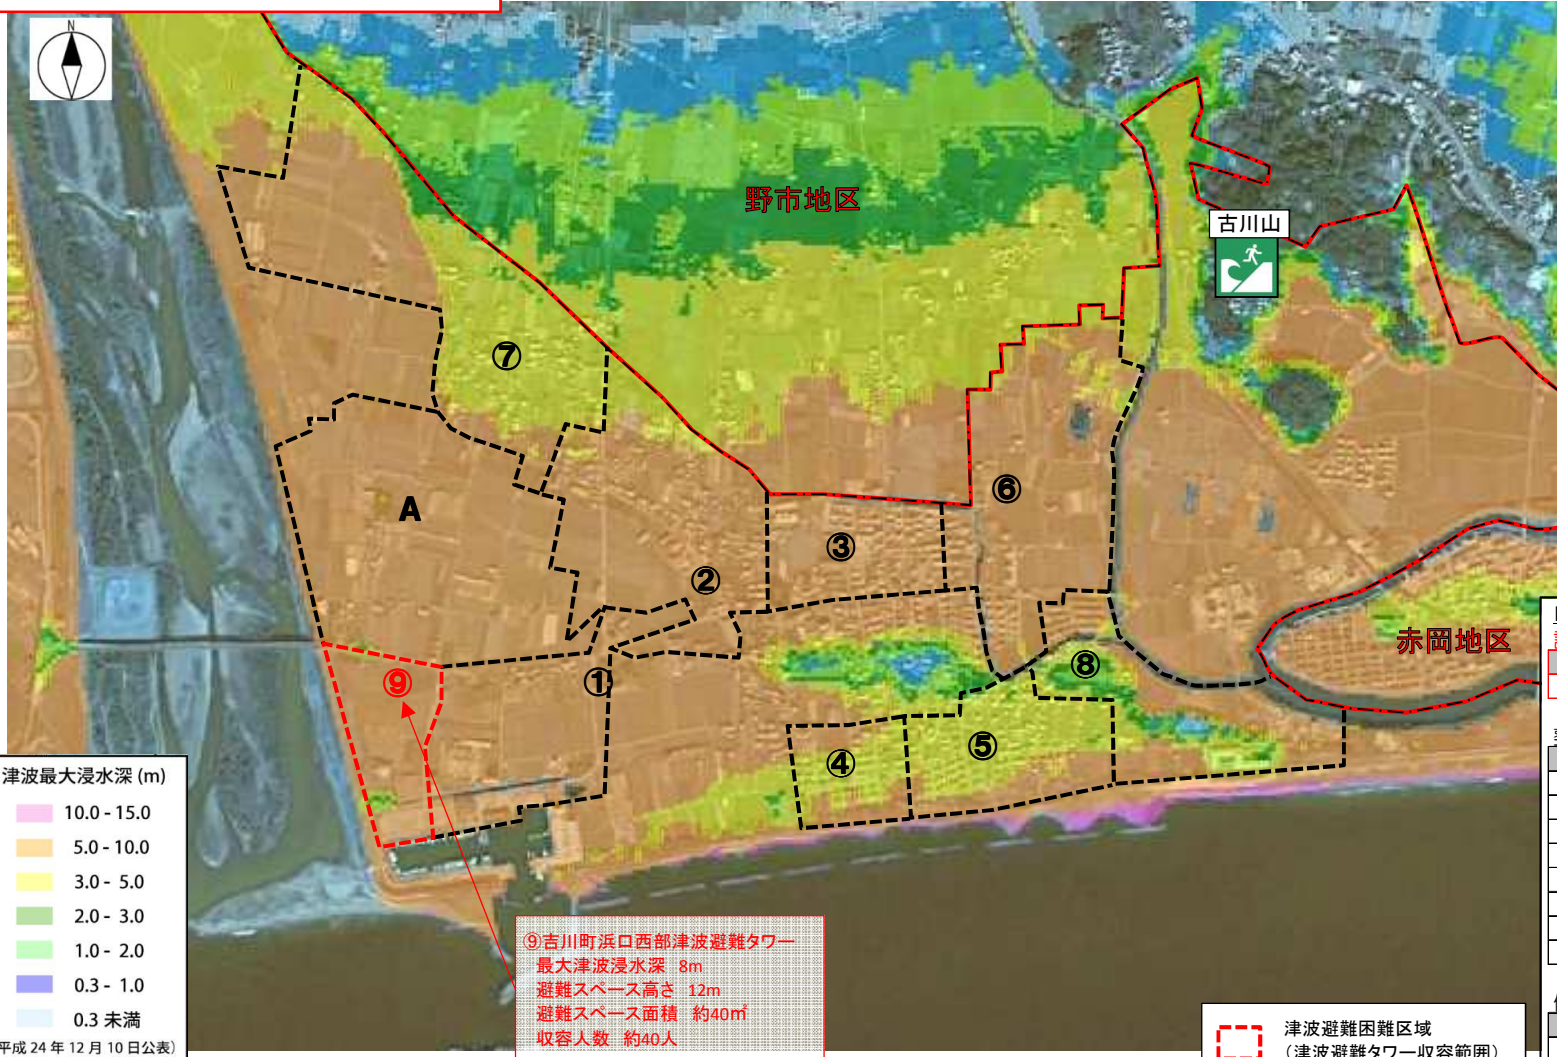 N
野市地区
古川山
⑦
A
⑥
③
②
赤岡地区
⑧
⑨
①
⑤
④
津波最大浸水深 (m)
10.0 - 15.0
5.0 - 10.0
3.0 - 5.0
2.0 - 3.0
1.0 - 2.0
0.3 - 1.0
0.3 未満
平成 24 年 12 月 10 日公表)
⑨吉川町浜口西部津波避難タワー
最大津波浸水深 8m
避難スペース高さ 12m
避難スペース面積 約40㎡
収容人数 約40人
津波避難困難区域
(津波避難タワー収容範囲)